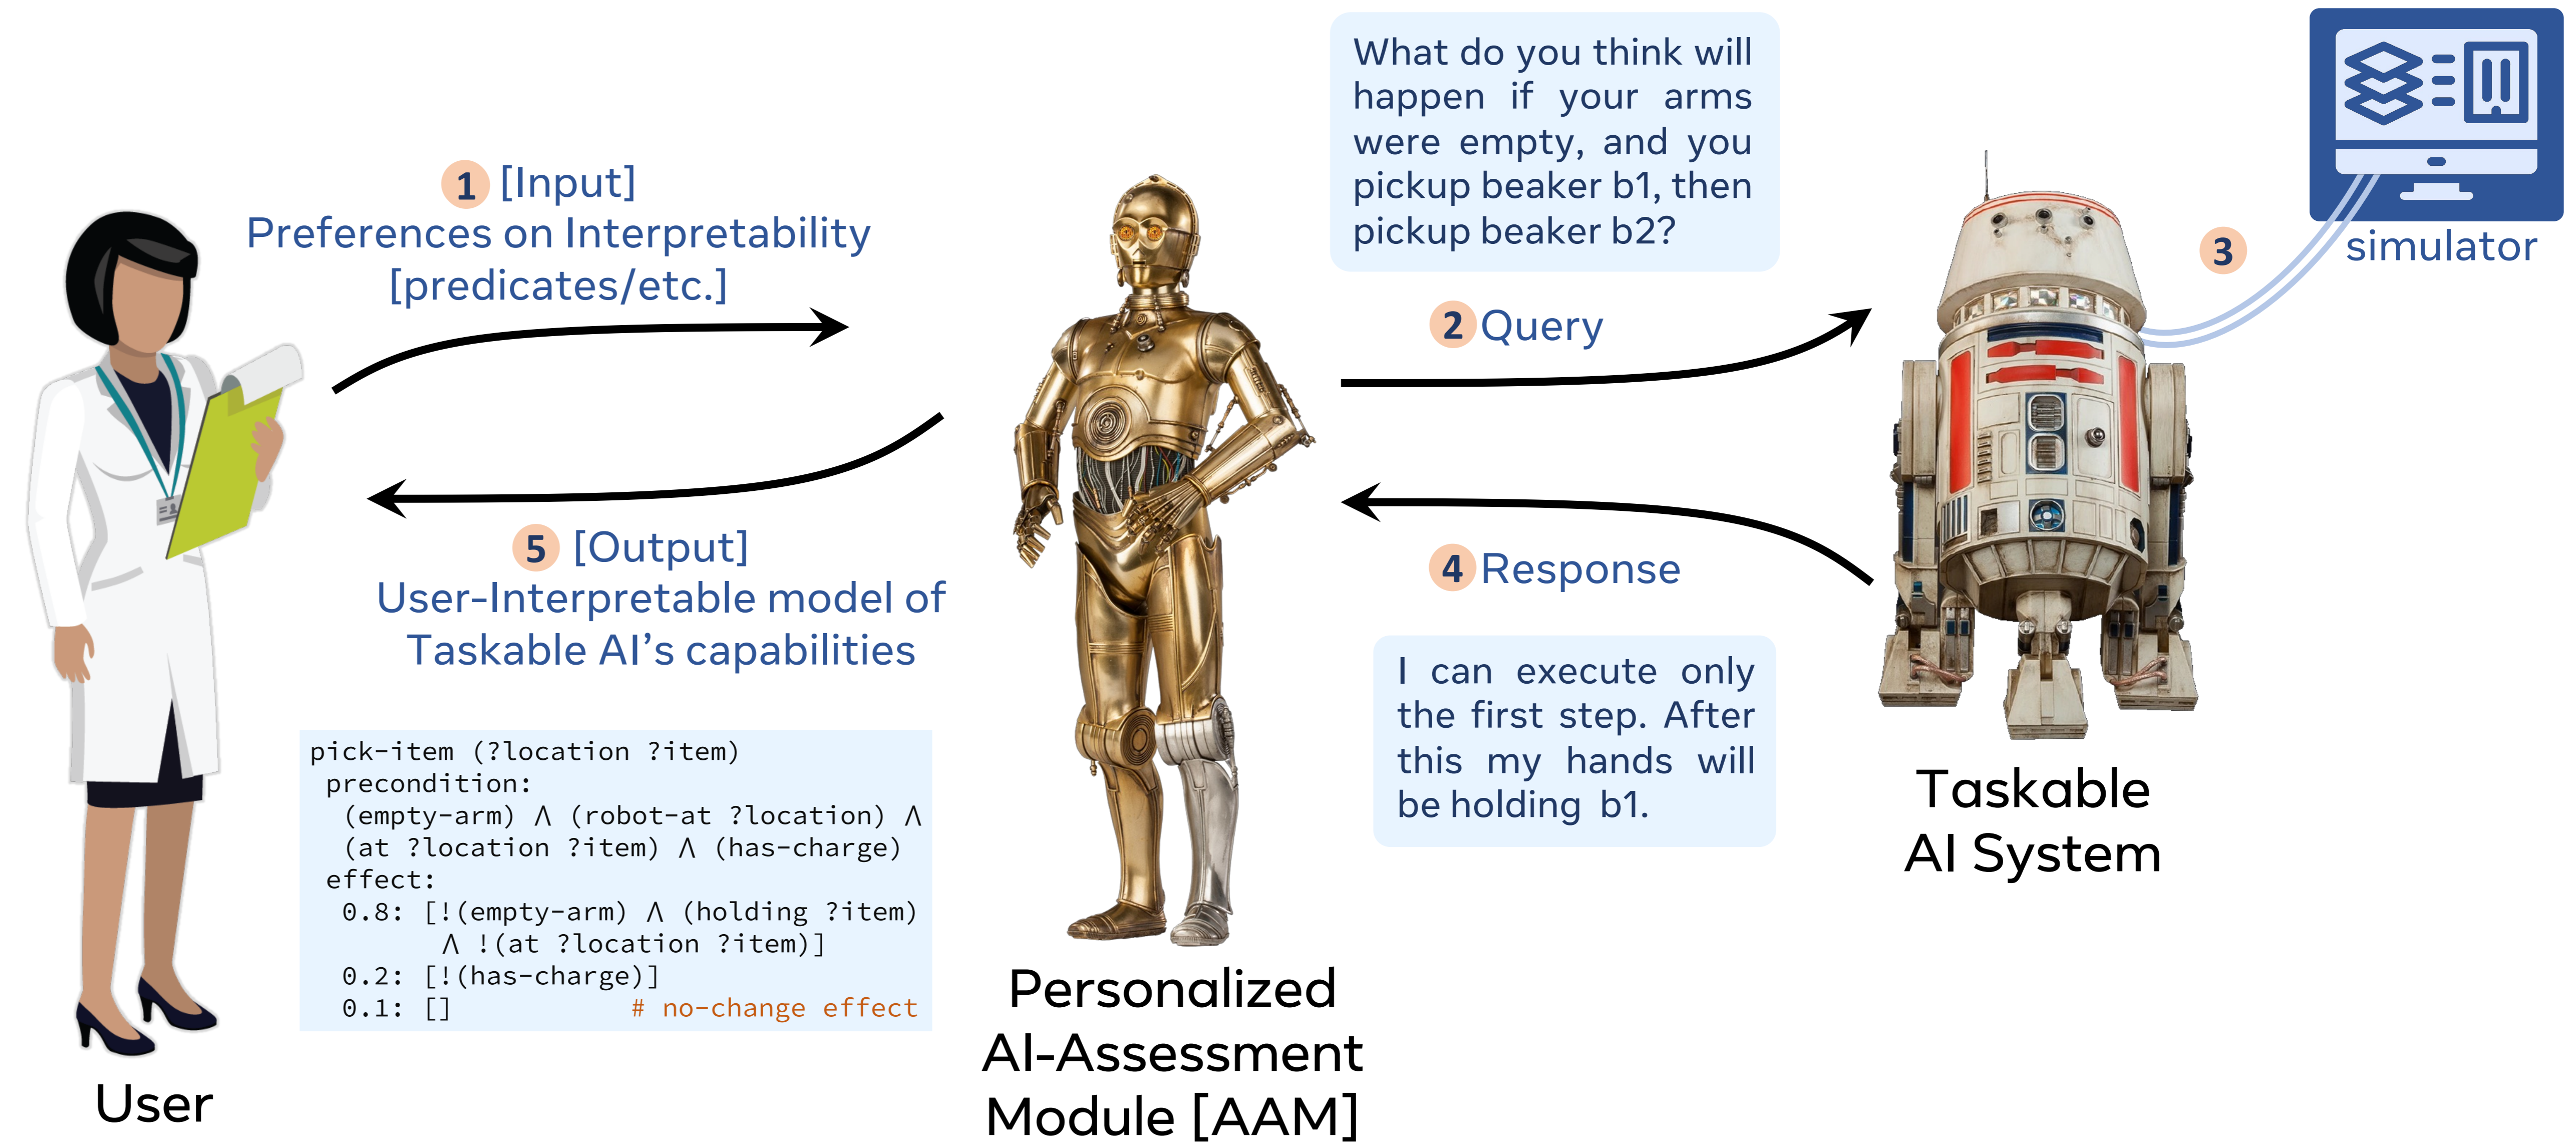 1 [Input]
Preferences on Interpretability
[predicates/etc.]
What do you think will
happen if your arms
were empty, and you
pickup beaker b1, then
pickup beaker b2?
2 Query
3
simulator
4 Response
I can execute only
the first step. After
this my hands will
be holding b1.
5 [Output]
User-Interpretable model of
Taskable AI's capabilities
pick-item (?location ?item)
precondition:
(empty-arm) ∧ (robot-at ?location) ∧
(at ?location ?item) ∧ (has-charge)
effect:
0.8: [!(empty-arm) ∧ (holding ?item)
∧ !(at ?location ?item)]
0.2: [!(has-charge)]
0.1: [] # no-change effect
User
Personalized
AI-Assessment
Module [AAM]
Taskable
AI System